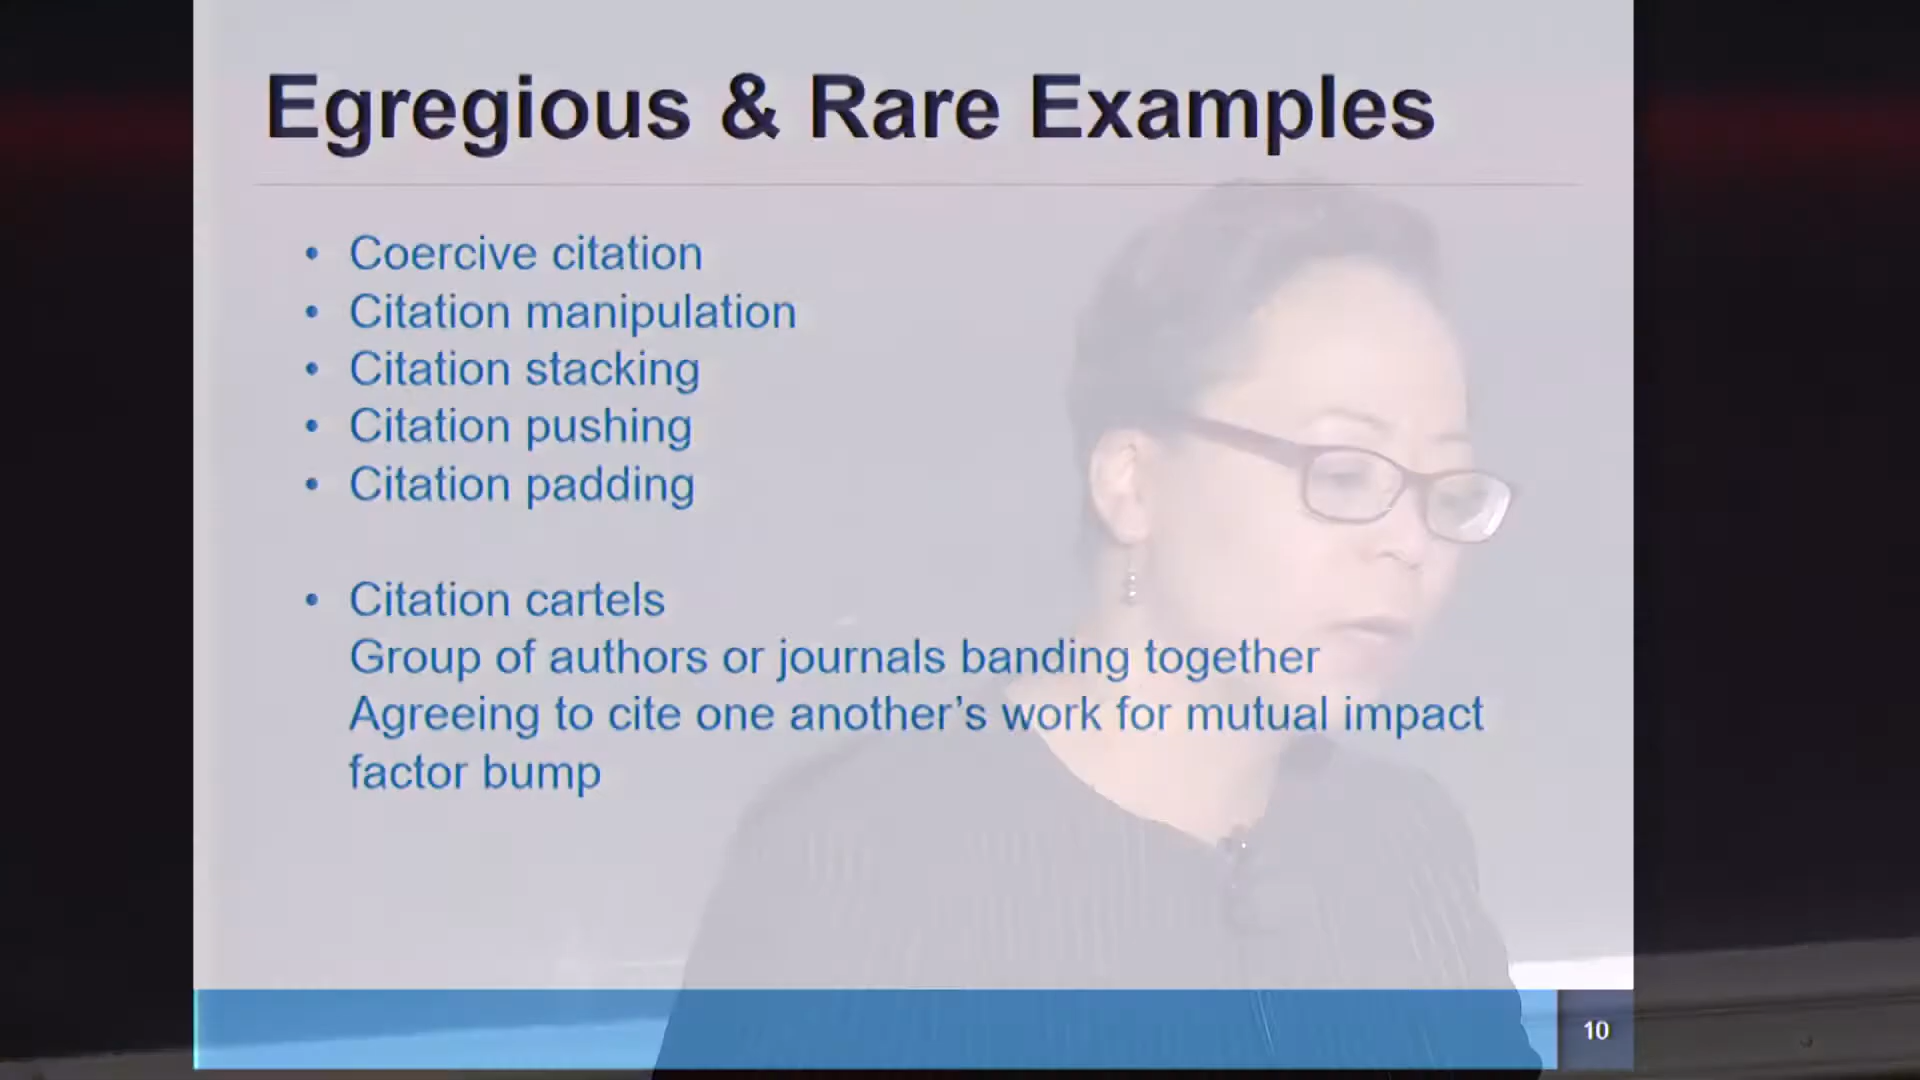 Egregious & Rare Examples
• Coercive citation
• Citation manipulation
• Citation stacking
• Citation pushing
• Citation padding
• Citation cartels
Group of authors or journals banding together
Agreeing to cite one another’s work for mutual impact
factor bump
10